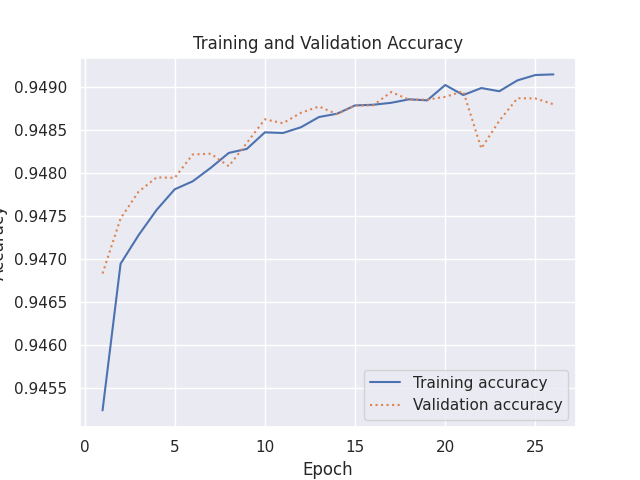 Training and Validation Accuracy
0.9490
0.9485
0.9480
0.9475
0.9470
0.9465
0.9460
0.9455
Accuracy
0 5 10 15 20 25
Epoch
Training accuracy
Validation accuracy